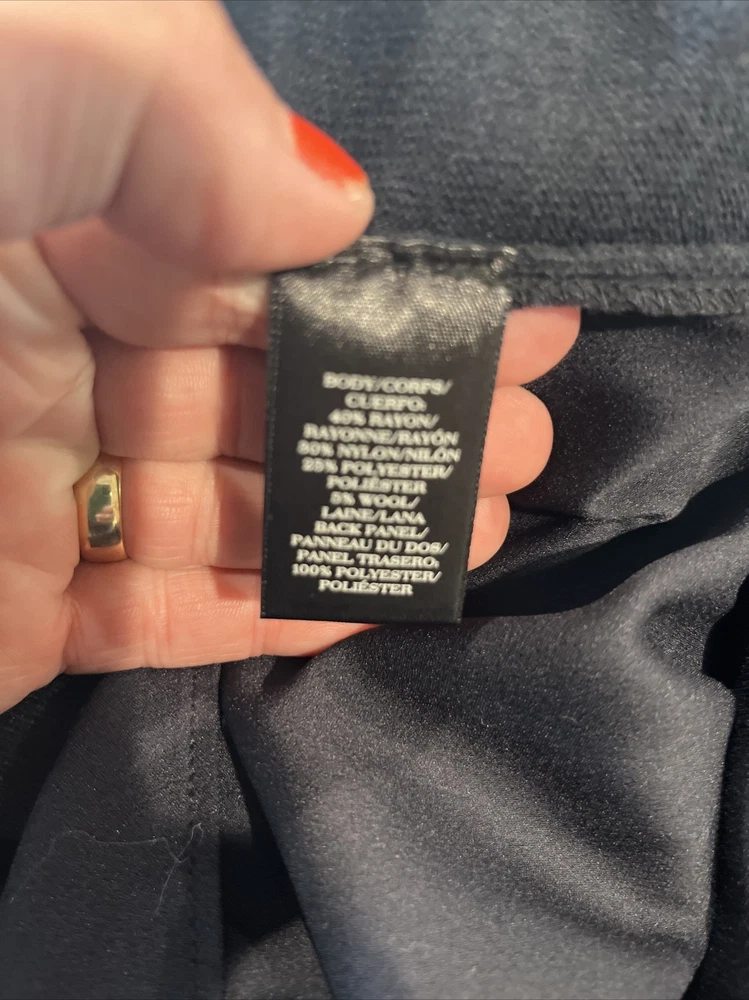 BODY/CORPS/
CUERPO:
40% RAYON/
RAYONNE/RAYÓN
30% NYLON/NILÓN
25% POLYESTER/
POLIÉSTER
5% WOOL/
LAINE/LANA
BACK PANEL/
PANNEAU DU DOS/
PANEL TRASERO:
100% POLYESTER/
POLIÉSTER